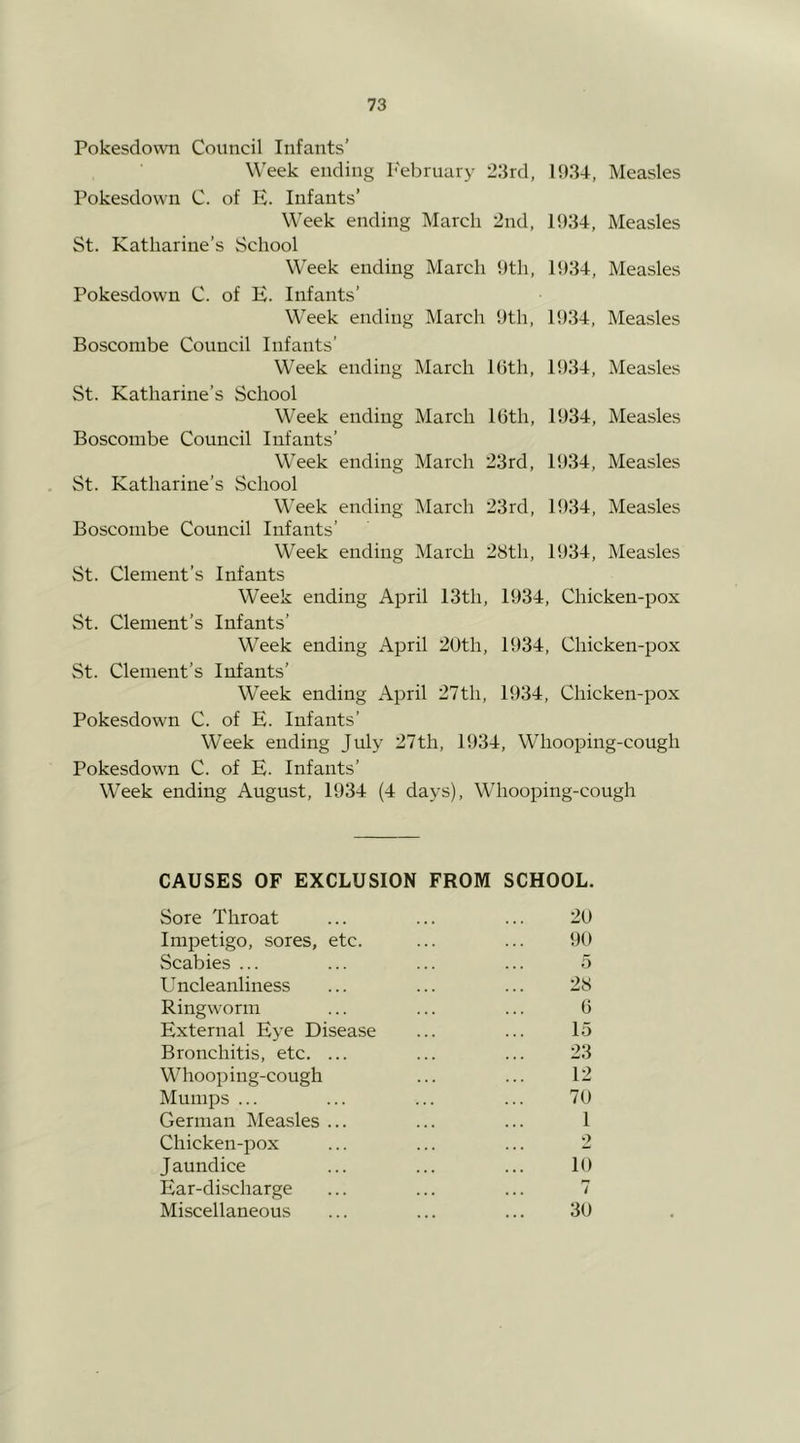 73
Pokesdown Council Infants'
Week ending February 23rd, 1934, Measles
Pokesdown C. of E. Infants'
Week ending March 2nd, 1934, Measles
St. Katharine's School
Week ending March 9th, 1934, Measles
Pokesdown C. of E. Infants'
Week ending March 9th, 1934, Measles
Boscombe Council Infants'
Week ending March 16th, 1934, Measles
St. Katharine's School
Week ending March 16th, 1934, Measles
Boscombe Council Infants'
Week ending March 23rd, 1934, Measles
St. Katharine's School
Week ending March 23rd, 1934, Measles
Boscombe Council Infants'
Week ending March 28th, 1934, Measles
St. Clement's Infants
Week ending April 13th, 1934, Chicken-pox
St. Clement's Infants'
Week ending April 20th, 1934, Chicken-pox
St. Clement's Infants'
Week ending April 27th, 1934, Chicken-pox
Pokesdown C. of E. Infants'
Week ending July 27th, 1934, Whooping-cough
Pokesdown C. of E. Infants'
Week ending August, 1934 (4 days), Whooping-cough
CAUSES OF EXCLUSION FROM SCHOOL.
Sore Throat ... ... ... 20
Impetigo, sores, etc. ... ... 90
Scabies ... ... ... ... 5
Uncleanliness ... ... ... 28
Ringworm ... ... ... 6
External Eye Disease ... ... 15
Bronchitis, etc. ... ... ... 23
Whooping-cough ... ... 12
Mumps ... ... ... ... 70
German Measles ... ... ... 1
Chicken-pox ... ... ... 2
Jaundice ... ... ... 10
Ear-discharge ... ... ... 7
Miscellaneous ... ... ... 30